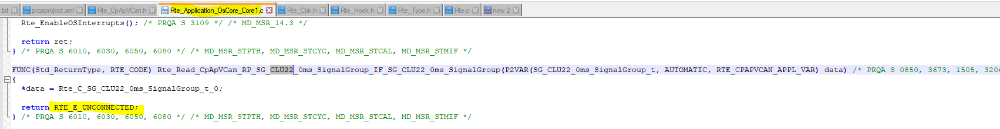 .txt prqaproject.xml Rte_CpApVCan.h Rte_Application_OsCore_Core1.c Rte_Cbk.h Rte_Hook.h Rte_Type.h Rte.c new 2
Rte_EnableOSInterrupts(); /* PRQA S 3109 */ /* MD_MSR_14.3 */
return ret;
} /* PRQA S 6010, 6030, 6050, 6080 */ /* MD_MSR_STPTH, MD_MSR_STCYC, MD_MSR_STCAL, MD_MSR_STMIF */
FUNC(Std_ReturnType, RTE_CODE) Rte_Read_CpApVCan_RP_SG_CLU22_0ms_SignalGroup_IF_SG_CLU22_0ms_SignalGroup(P2VAR(SG_CLU22_0ms_SignalGroup_t, AUTOMATIC, RTE_CPAPVCAN_APPL_VAR) data) /* PRQA S 0850, 3673, 1505, 320
{
*data = Rte_C_SG_CLU22_0ms_SignalGroup_t_0;
return RTE_E_UNCONNECTED;
} /* PRQA S 6010, 6030, 6050, 6080 */ /* MD_MSR_STPTH, MD_MSR_STCYC, MD_MSR_STCAL, MD_MSR_STMIF */